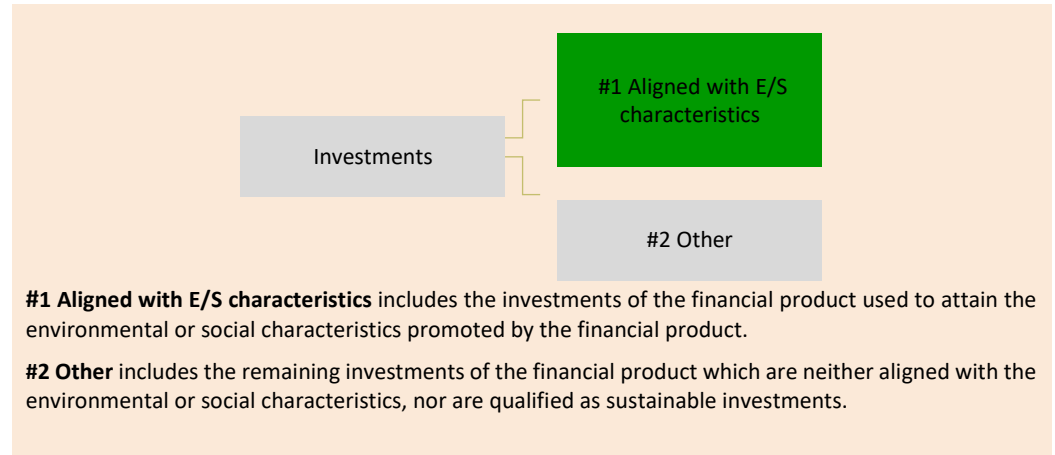 #1 Aligned with E/S
characteristics
Investments
#2 Other
#1 Aligned with E/S characteristics includes the investments of the financial product used to attain the
environmental or social characteristics promoted by the financial product.
#2 Other includes the remaining investments of the financial product which are neither aligned with the
environmental or social characteristics, nor are qualified as sustainable investments.